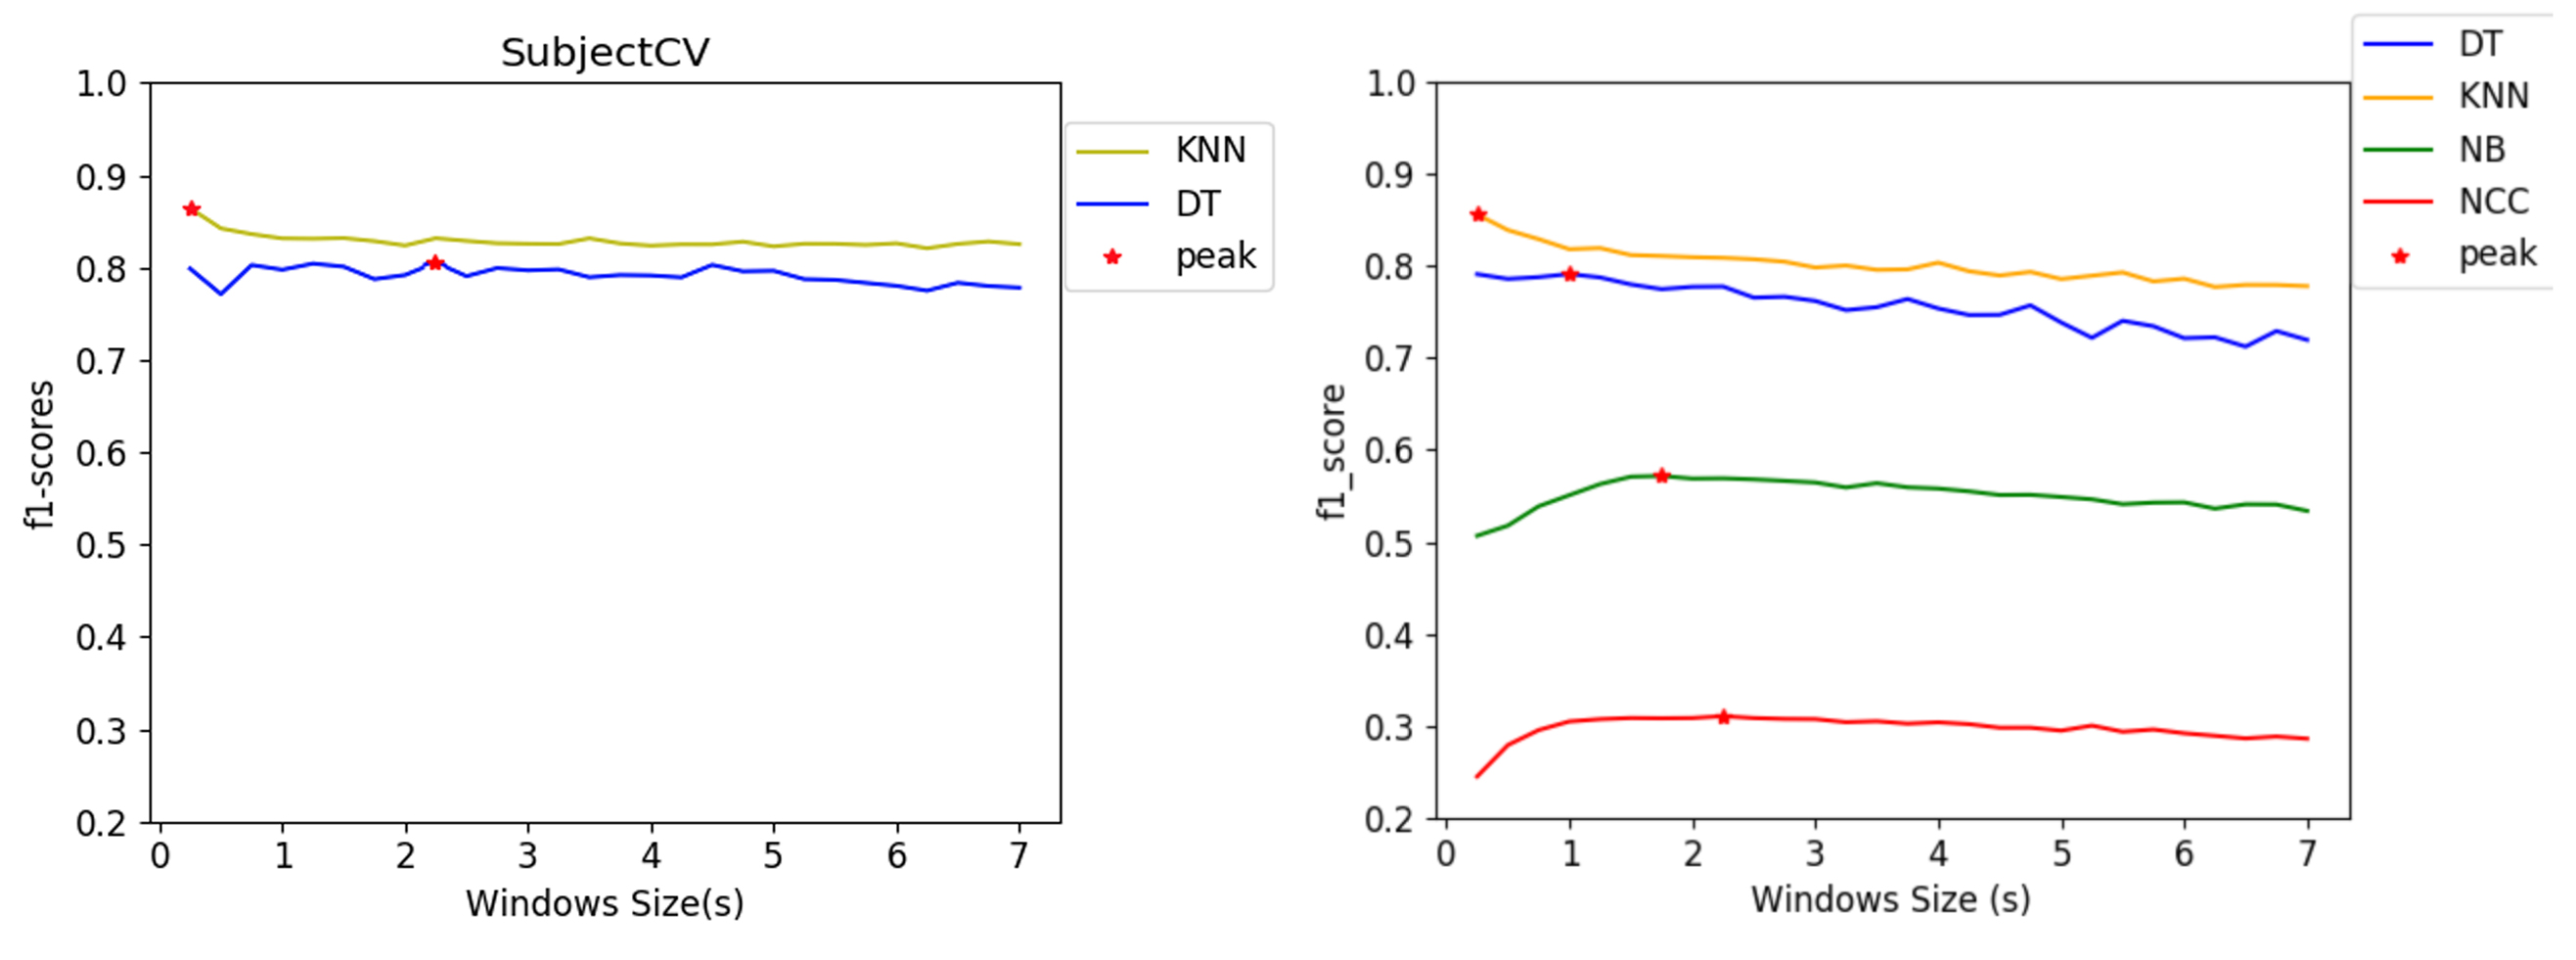 SubjectCV
1.0
0.9
0.8
0.7
0.6
0.5
0.4
0.3
0.2
f1-scores
0 1 2 3 4 5 6 7
Windows Size(s)
KNN
DT
peak
1.0
0.9
0.8
0.7
0.6
0.5
0.4
0.3
0.2
f1_score
0 1 2 3 4 5 6 7
Windows Size (s)
DT
KNN
NB
NCC
peak